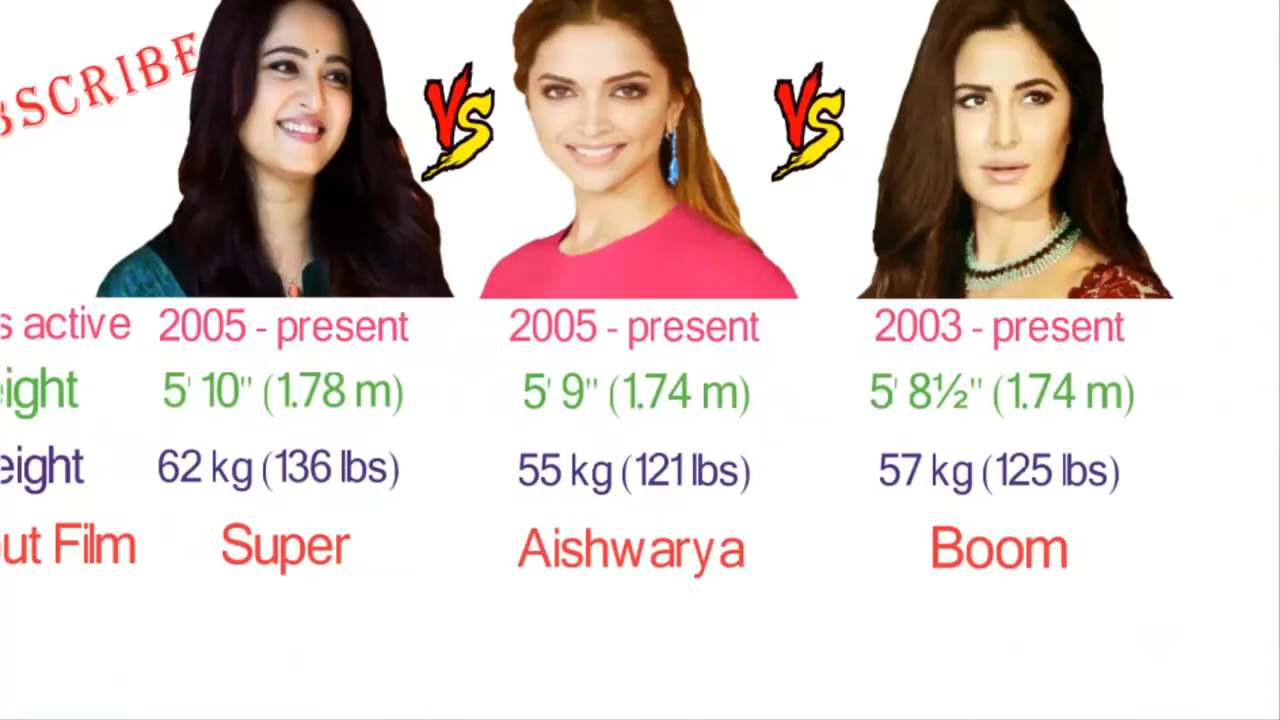 BSCRIBE
VS VS
s active 2005 - present 2005 - present 2003 - present
eight 5' 10" (1.78 m) 5' 9" (1.74 m) 5' 8½" (1.74 m)
eight 62 kg (136 lbs) 55 kg (121 lbs) 57 kg (125 lbs)
ut Film Super Aishwarya Boom